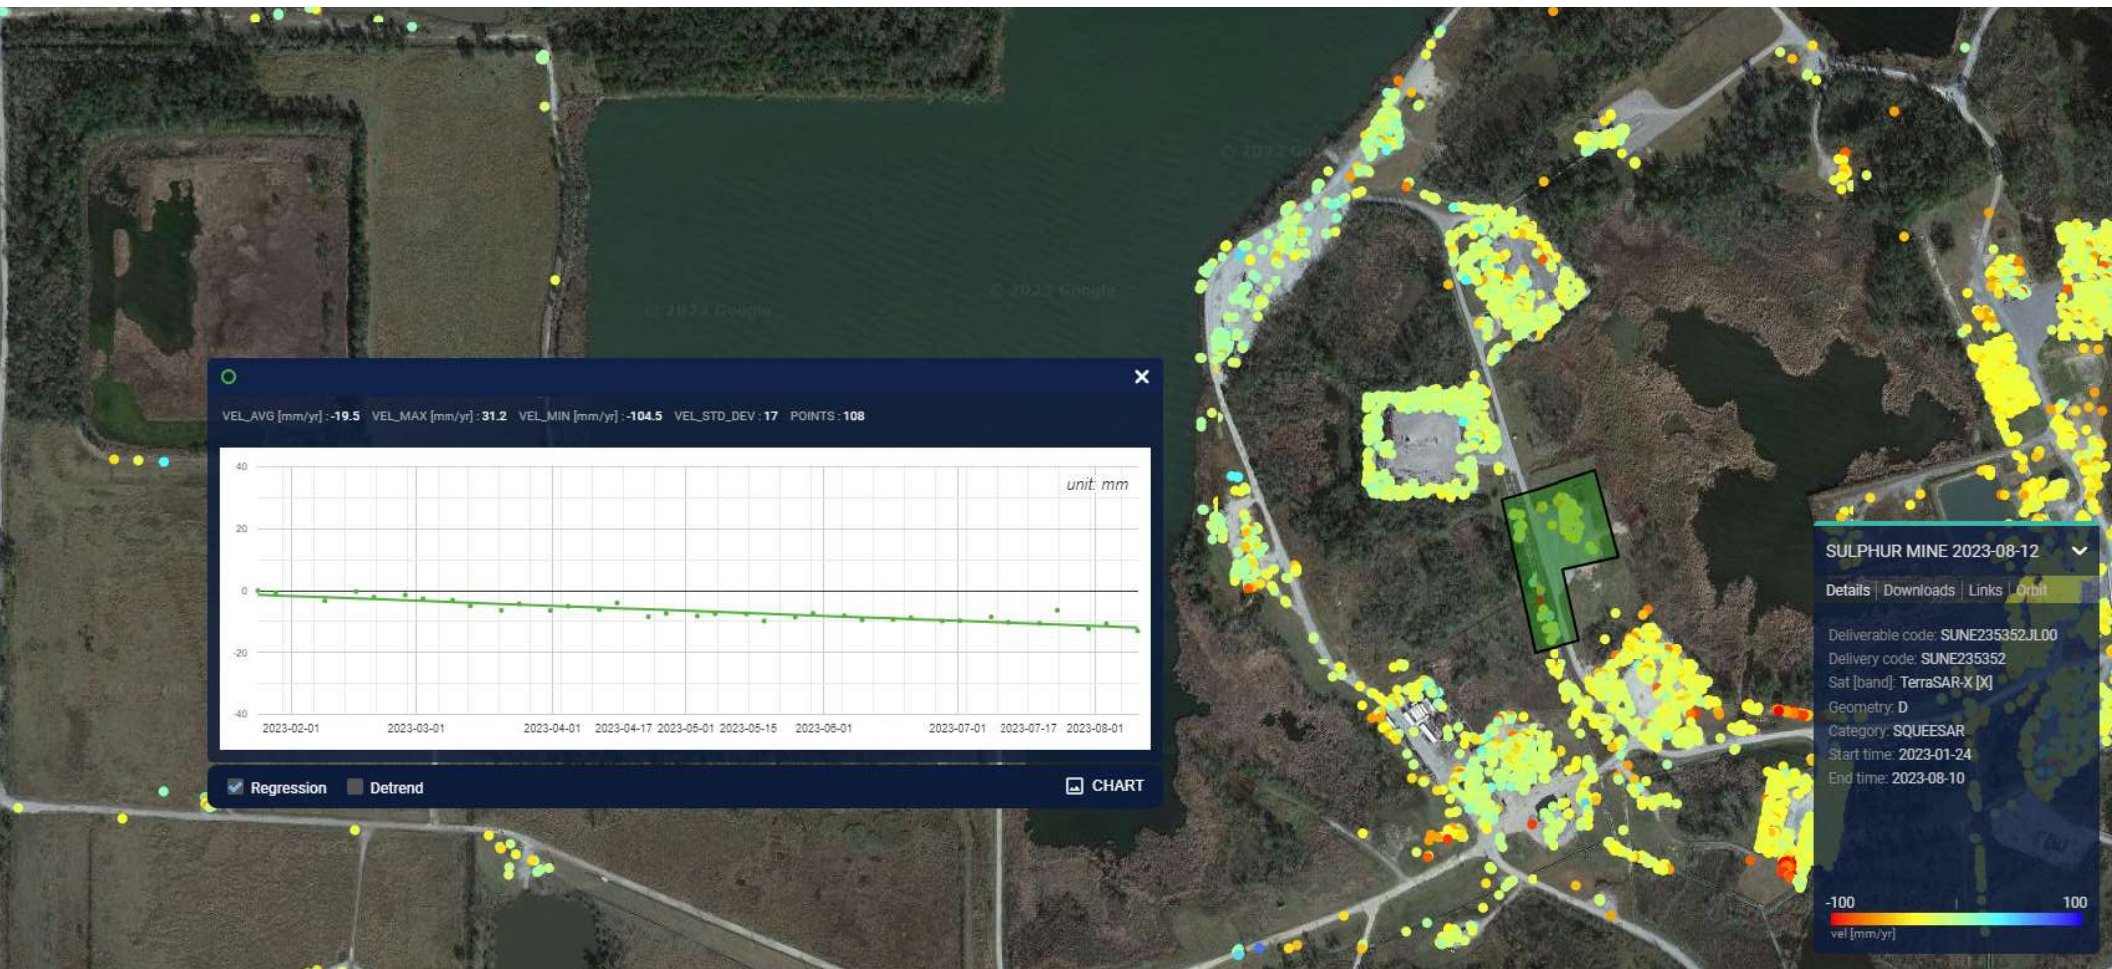 © 2023 Google
© 2023 Google
VEL_AVG [mm/yr] : -19.5 VEL_MAX [mm/yr] : 31.2 VEL_MIN [mm/yr] : -104.5 VEL_STD_DEV : 17 POINTS : 108
unit: mm
40
20
0
-20
-40
2023-02-01 2023-03-01 2023-04-01 2023-04-17 2023-05-01 2023-05-15 2023-06-01 2023-07-01 2023-07-17 2023-08-01
Regression Detrend CHART
SULPHUR MINE 2023-08-12
Details | Downloads | Links | Orbit
Deliverable code: SUNE235352JL00
Delivery code: SUNE235352
Sat [band]: TerraSAR-X [X]
Geometry: D
Category: SQUEESAR
Start time: 2023-01-24
End time: 2023-08-10
-100 100
vel [mm/yr]